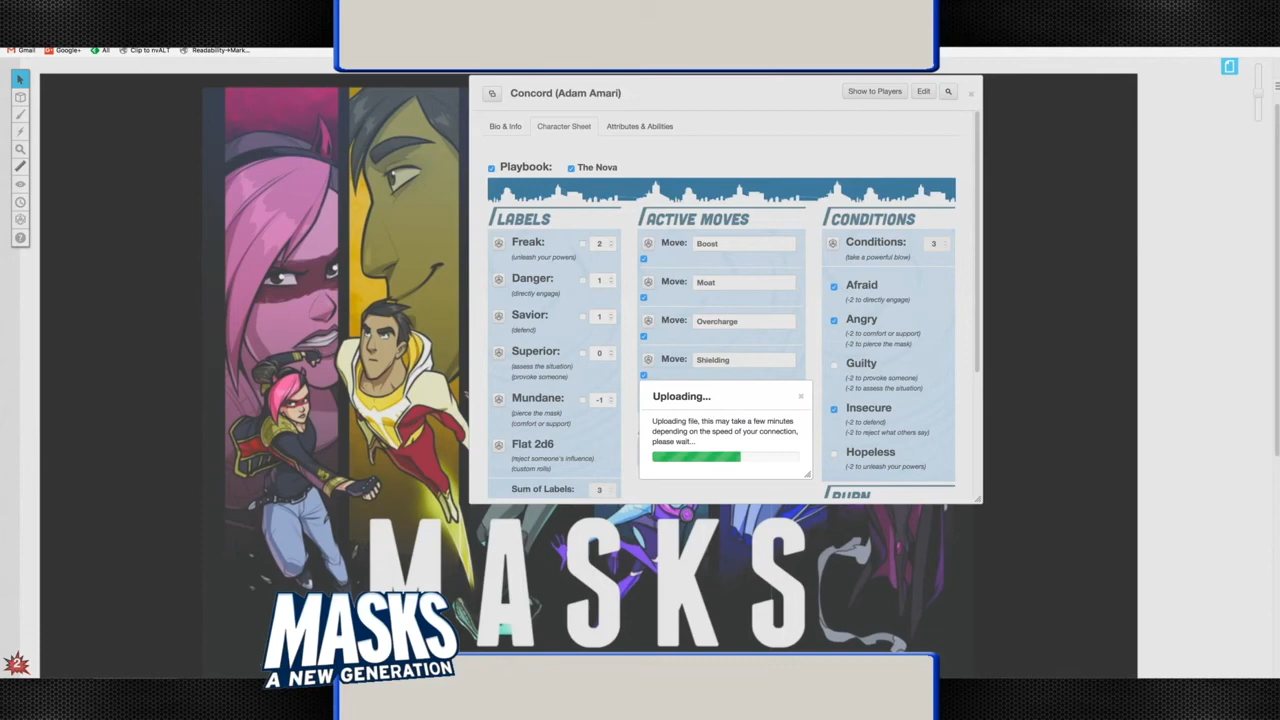 Gmail Google+ All Clip to nvALT Readability→Mark...
Concord (Adam Amari)
Show to Players Edit
Bio & Info Character Sheet Attributes & Abilities
Playbook: The Nova
LABELS
Freak: 2
(unleash your powers)
Danger: 1
(directly engage)
Savior: 1
(defend)
Superior: 0
(assess the situation)
(provoke someone)
Mundane: -1
(pierce the mask)
(comfort or support)
Flat 2d6
(reject someone's influence)
(custom rolls)
Sum of Labels: 3
ACTIVE MOVES
Move: Boost
Move: Moat
Move: Overcharge
Move: Shielding
CONDITIONS
Conditions: 3
(take a powerful blow)
Afraid
(-2 to directly engage)
Angry
(-2 to comfort or support)
(-2 to pierce the mask)
Guilty
(-2 to provoke someone)
(-2 to assess the situation)
Insecure
(-2 to defend)
(-2 to reject what others say)
Hopeless
(-2 to unleash your powers)
BURN
Uploading...
×
Uploading file, this may take a few minutes
depending on the speed of your connection,
please wait...
MASKS
MASKS
A NEW GENERATION
2